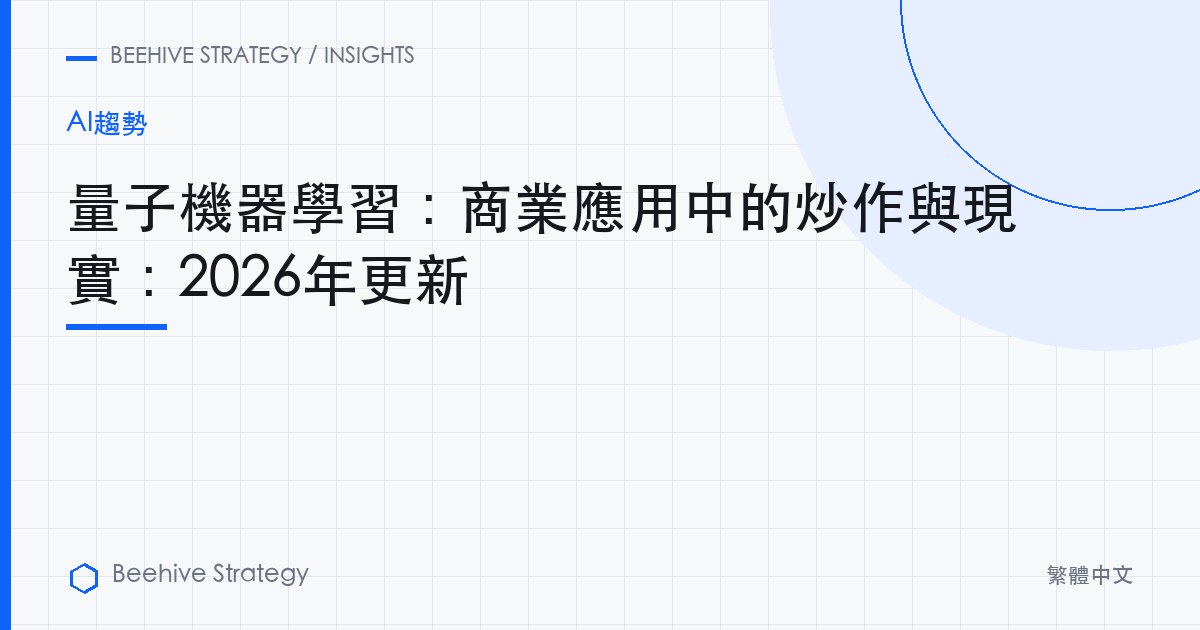 BEEHIVE STRATEGY / INSIGHTS
AI趨勢
量子機器學習：商業應用中的炒作與現
實：2026年更新
Beehive Strategy
繁體中文